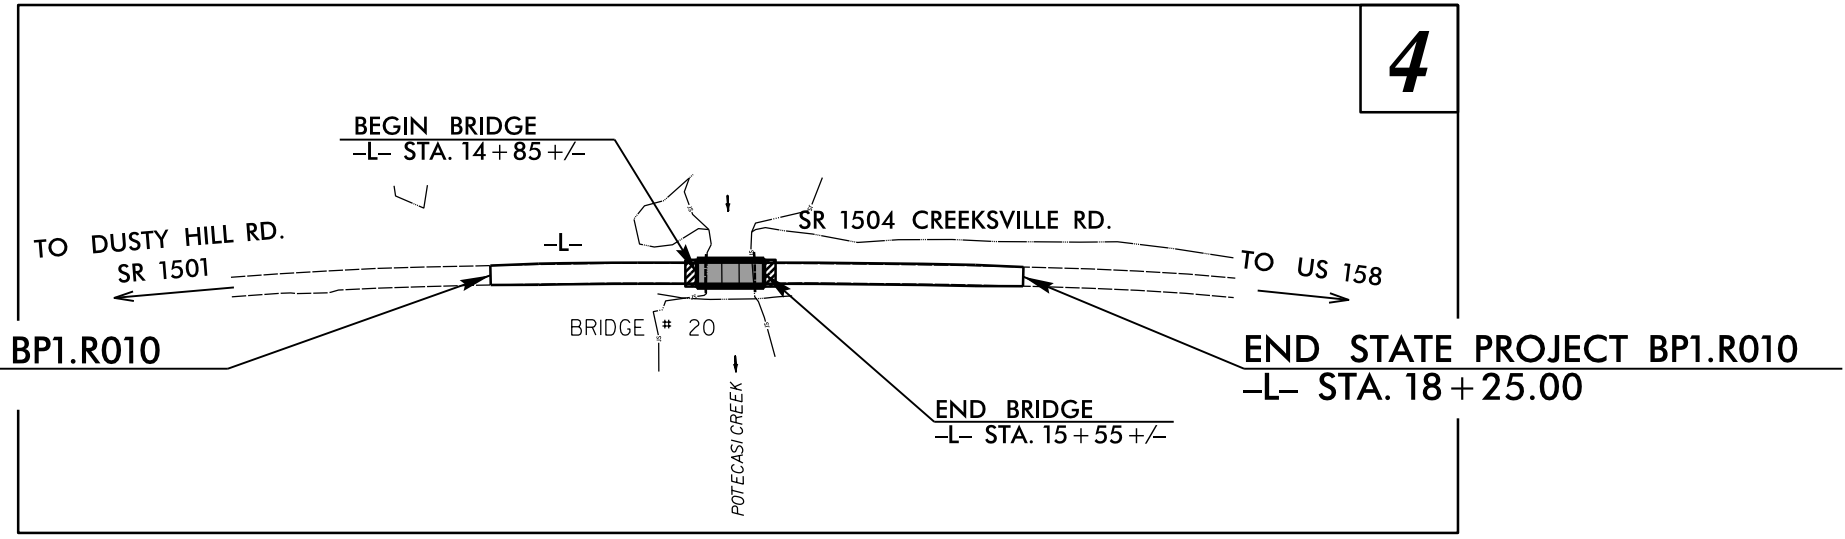 4
BEGIN BRIDGE
-L- STA. 14+85 +/-
TO DUSTY HILL RD.
SR 1501
-L-
SR 1504 CREEKSVILLE RD.
TO US 158
BRIDGE # 20
BP1.R010
END STATE PROJECT BP1.R010
-L- STA. 18+25.00
END BRIDGE
-L- STA. 15+55 +/-
POTECASI CREEK